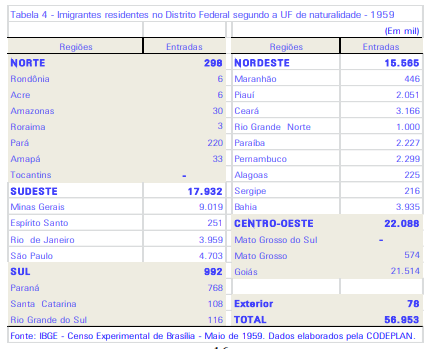 Tabela 4 - Imigrantes residentes no Distrito Federal segundo a UF de naturalidade - 1959
(Em mil)
Regiões Entradas Regiões Entradas
NORTE 298 NORDESTE 15.565
Rondônia 6 Maranhão 446
Acre 6 Piauí 2.051
Amazonas 30 Ceará 3.166
Roraima 3 Rio Grande Norte 1.000
Pará 220 Paraíba 2.227
Amapá 33 Pernambuco 2.299
Tocantins - Alagoas 225
SUDESTE 17.932 Sergipe 216
Minas Gerais 9.019 Bahia 3.935
Espírito Santo 251 CENTRO-OESTE 22.088
Rio de Janeiro 3.959 Mato Grosso do Sul -
São Paulo 4.703 Mato Grosso 574
SUL 992 Goiás 21.514
Paraná 768
Santa Catarina 108 Exterior 78
Rio Grande do Sul 116 TOTAL 56.953
Fonte: IBGE - Censo Experimental de Brasília - Maio de 1959. Dados elaborados pela CODEPLAN.